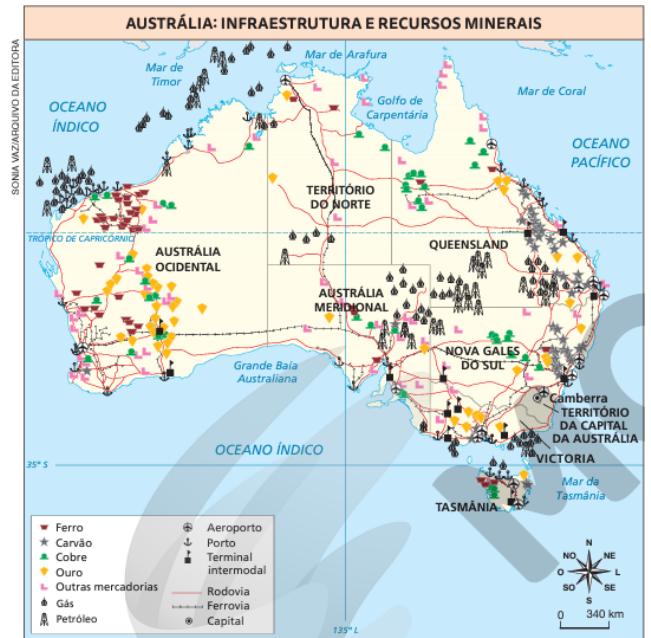 AUSTRÁLIA: INFRAESTRUTURA E RECURSOS MINERAIS
SONIA VAZ/ARQUIVO DA EDITORA
Mar de Arafura
Mar de
Timor
Golfo de
Carpentária
Mar de Coral
OCEANO
ÍNDICO
OCEANO
PACÍFICO
TERRITÓRIO
DO NORTE
TRÓPICO DE CAPRICÓRNIO
AUSTRÁLIA
OCIDENTAL
QUEENSLAND
AUSTRÁLIA
MERIDIONAL
NOVA GALES
DO SUL
Grande Baía
Australiana
Camberra
TERRITÓRIO
DA CAPITAL
DA AUSTRÁLIA
OCEANO ÍNDICO
VICTORIA
35° S
Mar da
Tasmânia
TASMÂNIA
Ferro
Carvão
Cobre
Ouro
Outras mercadorias
Gás
Petróleo
Aeroporto
Porto
Terminal
intermodal
Rodovia
Ferrovia
Capital
N
NO
NE
O
L
SO
SE
S
0 340 km
135° L